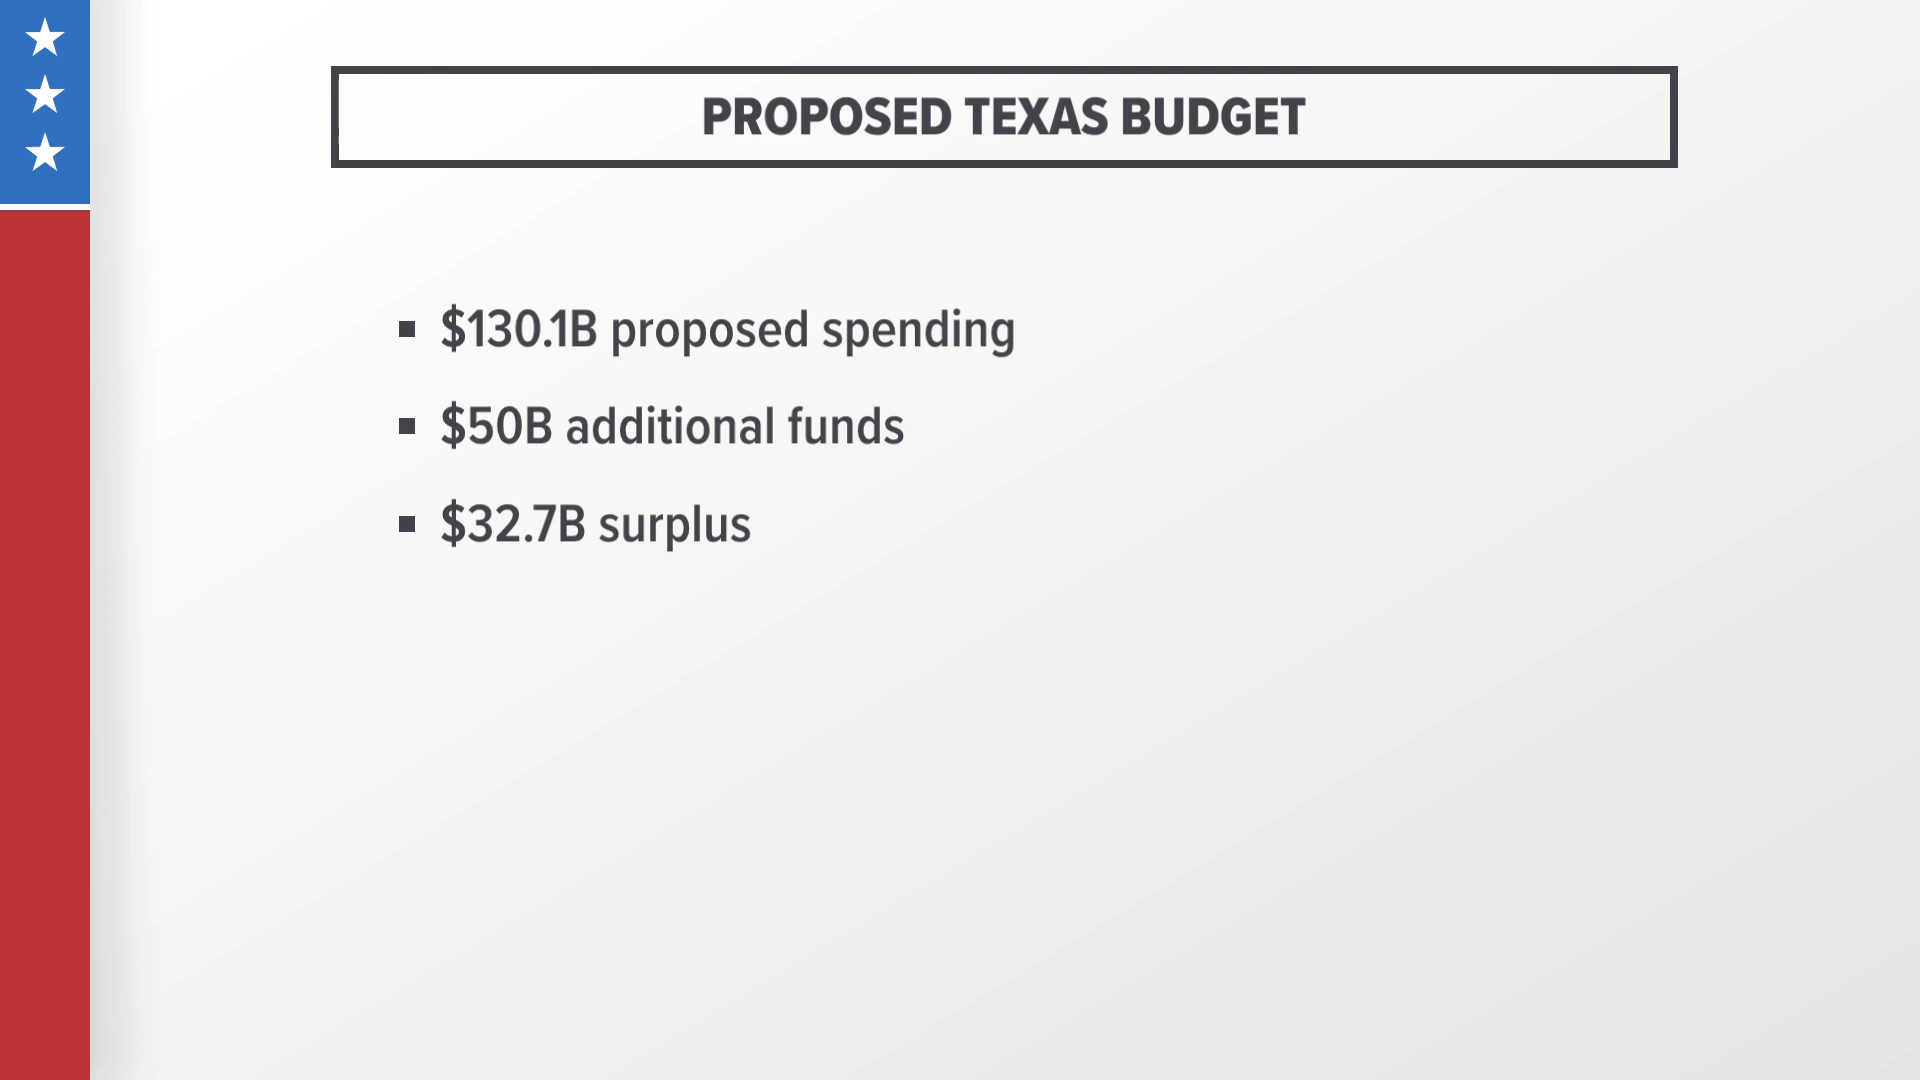 PROPOSED TEXAS BUDGET
▪ $130.1B proposed spending
▪ $50B additional funds
▪ $32.7B surplus